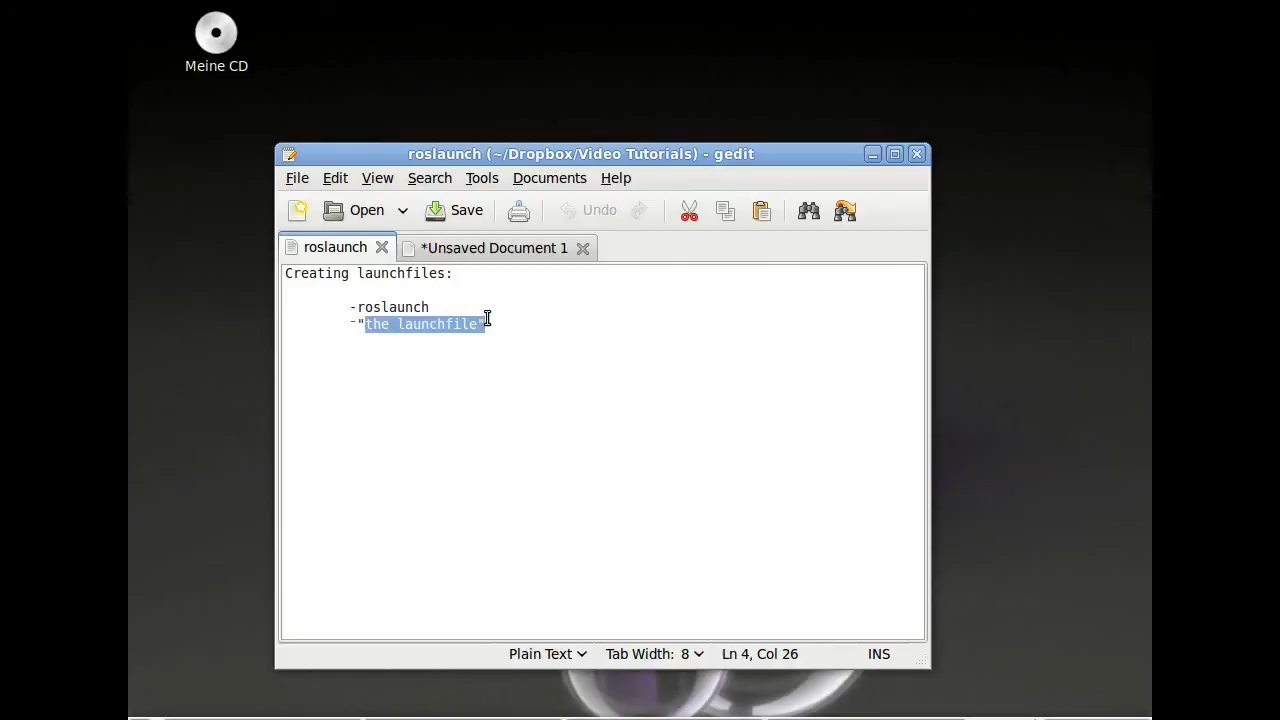 Meine CD
roslaunch (~/Dropbox/Video Tutorials) - gedit
File Edit View Search Tools Documents Help
Open Save Undo
roslaunch *Unsaved Document 1
Creating launchfiles:
-roslaunch
-"the launchfile"
Plain Text Tab Width: 8 Ln 4, Col 26 INS